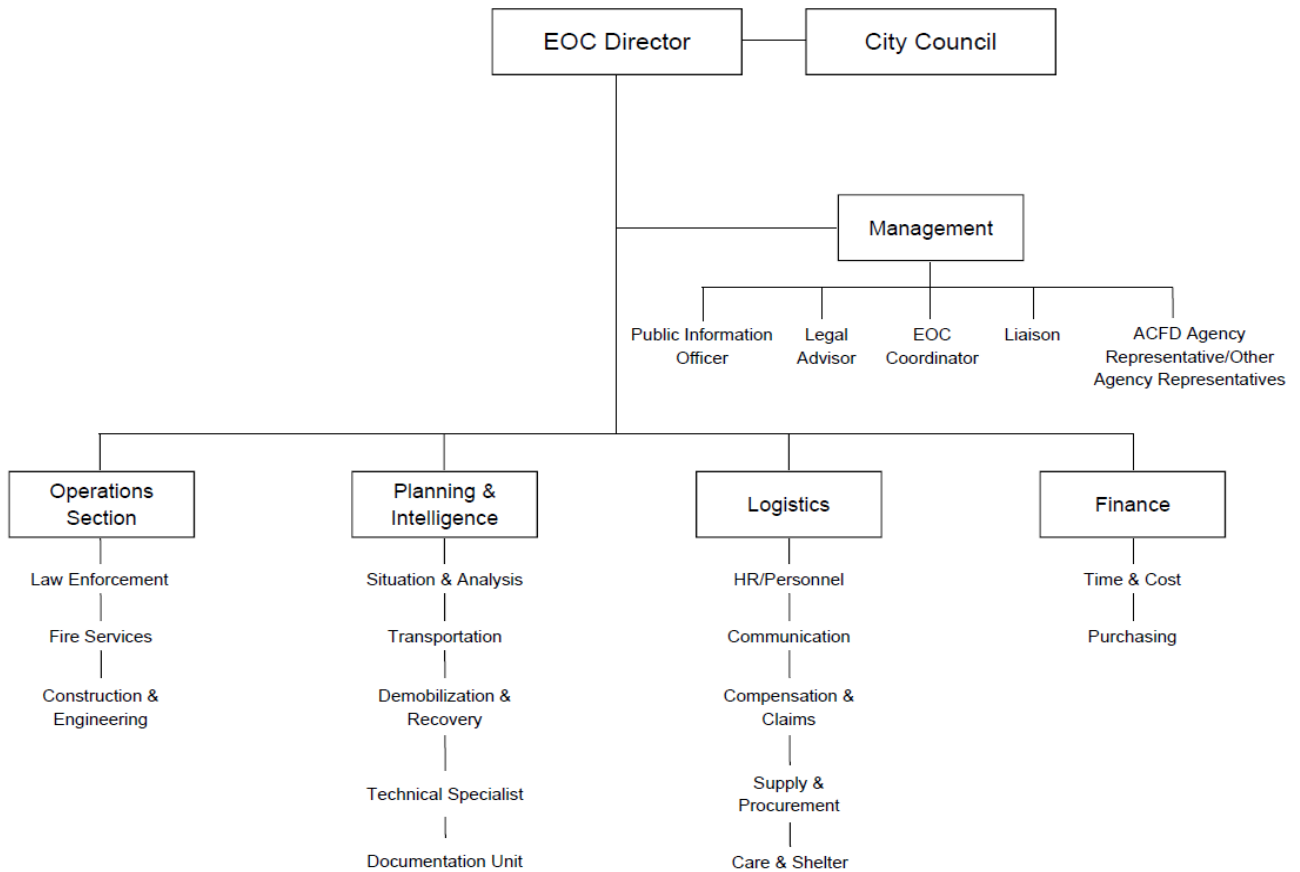 EOC Director
City Council
Management
Public Information
Officer
Legal
Advisor
EOC
Coordinator
Liaison
ACFD Agency
Representative/Other
Agency Representatives
Operations
Section
Planning &
Intelligence
Logistics
Finance
Law Enforcement
Situation & Analysis
HR/Personnel
Time & Cost
Fire Services
Transportation
Communication
Purchasing
Construction &
Engineering
Demobilization &
Recovery
Compensation &
Claims
Technical Specialist
Supply &
Procurement
Documentation Unit
Care & Shelter